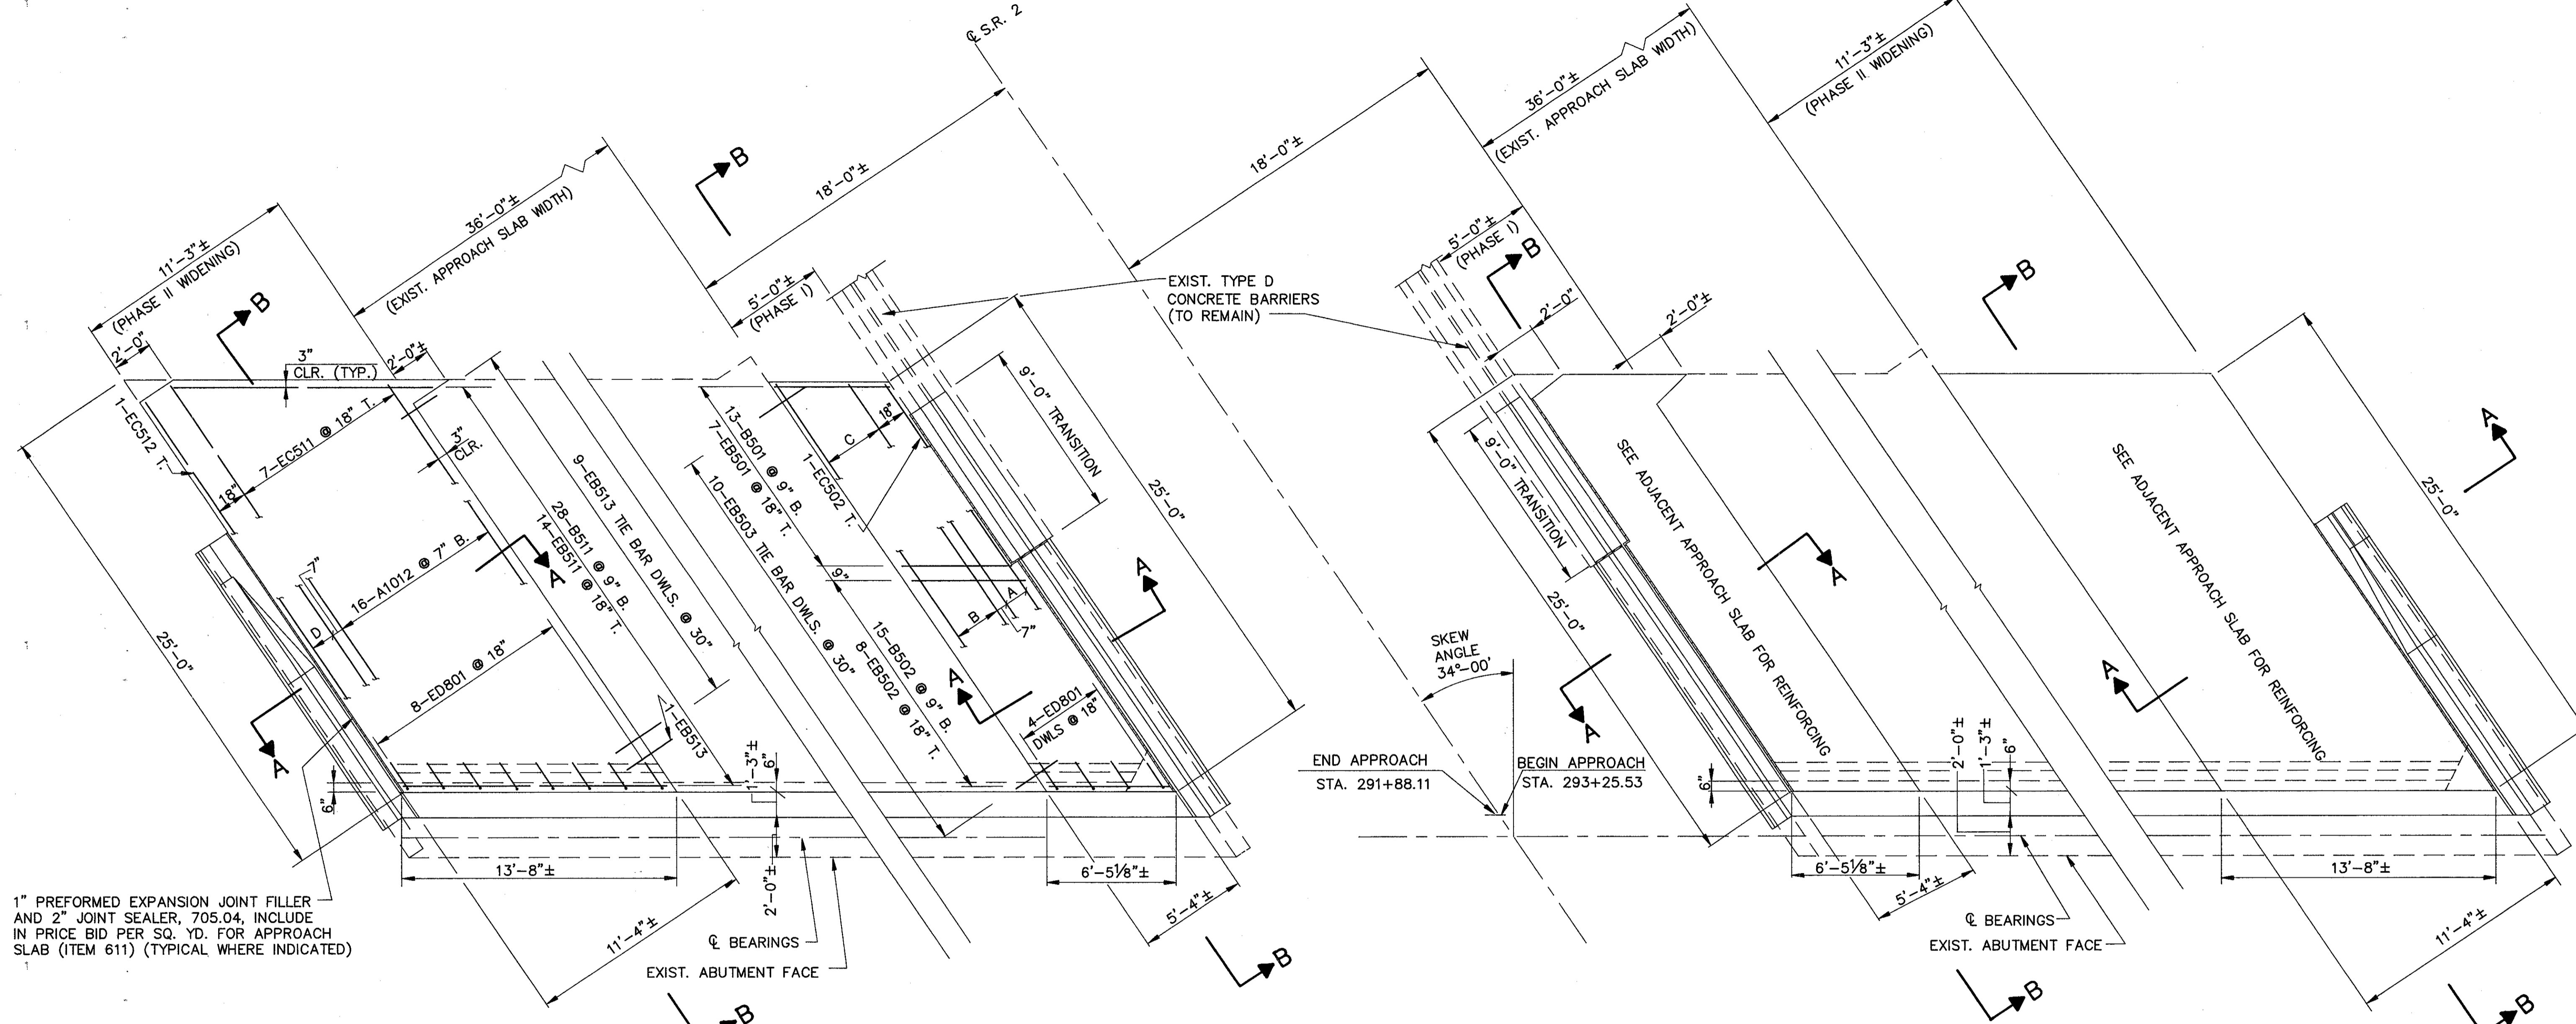 ℄ S.R. 2
11'-3"±
(PHASE II WIDENING)
36'-0"±
(EXIST. APPROACH SLAB WIDTH)
B
B
18'-0"±
5'-0"±
(PHASE I)
2'-0"
3"
CLR. (TYP.)
2'-0"±
1-EC512 T.
7-EC511 @ 18" T.
18"
3"
CLR.
9-EB513 TIE BAR DWLS. @ 30"
28-B511 @ 9" B.
14-EB511 @ 18" T.
13-B501 @ 9" B.
7-EB501 @ 18" T.
10-EB503 TIE BAR DWLS. @ 30"
1-EC502 T.
C
18"
9'-0" TRANSITION
25'-0"
EXIST. TYPE D
CONCRETE BARRIERS
(TO REMAIN)
7"
16-A1012 @ 7" B.
A
D
25'-0"
8-ED801 @ 18"
1-EB513
9"
15-B502 @ 9" B.
8-EB502 @ 18" T.
A
B
7"
A
A
4-ED801
DWLS @ 18"
A
6"
1'-3"±
6"
2'-0"±
13'-8"±
11'-4"±
6'-5⅛"±
5'-4"±
℄ BEARINGS
EXIST. ABUTMENT FACE
B
B
1" PREFORMED EXPANSION JOINT FILLER
AND 2" JOINT SEALER, 705.04, INCLUDE
IN PRICE BID PER SQ. YD. FOR APPROACH
SLAB (ITEM 611) (TYPICAL WHERE INDICATED)
18'-0"±
36'-0"±
(EXIST. APPROACH SLAB WIDTH)
11'-3"±
(PHASE II WIDENING)
5'-0"±
(PHASE I)
B
2'-0"
2'-0"±
B
9'-0" TRANSITION
25'-0"
SEE ADJACENT APPROACH SLAB FOR REINFORCING
SEE ADJACENT APPROACH SLAB FOR REINFORCING
A
A
A
A
25'-0"
SKEW
ANGLE
34°-00'
END APPROACH
STA. 291+88.11
BEGIN APPROACH
STA. 293+25.53
6"
2'-0"±
1'-3"±
6"
6'-5⅛"±
5'-4"±
13'-8"±
11'-4"±
℄ BEARINGS
EXIST. ABUTMENT FACE
B
B